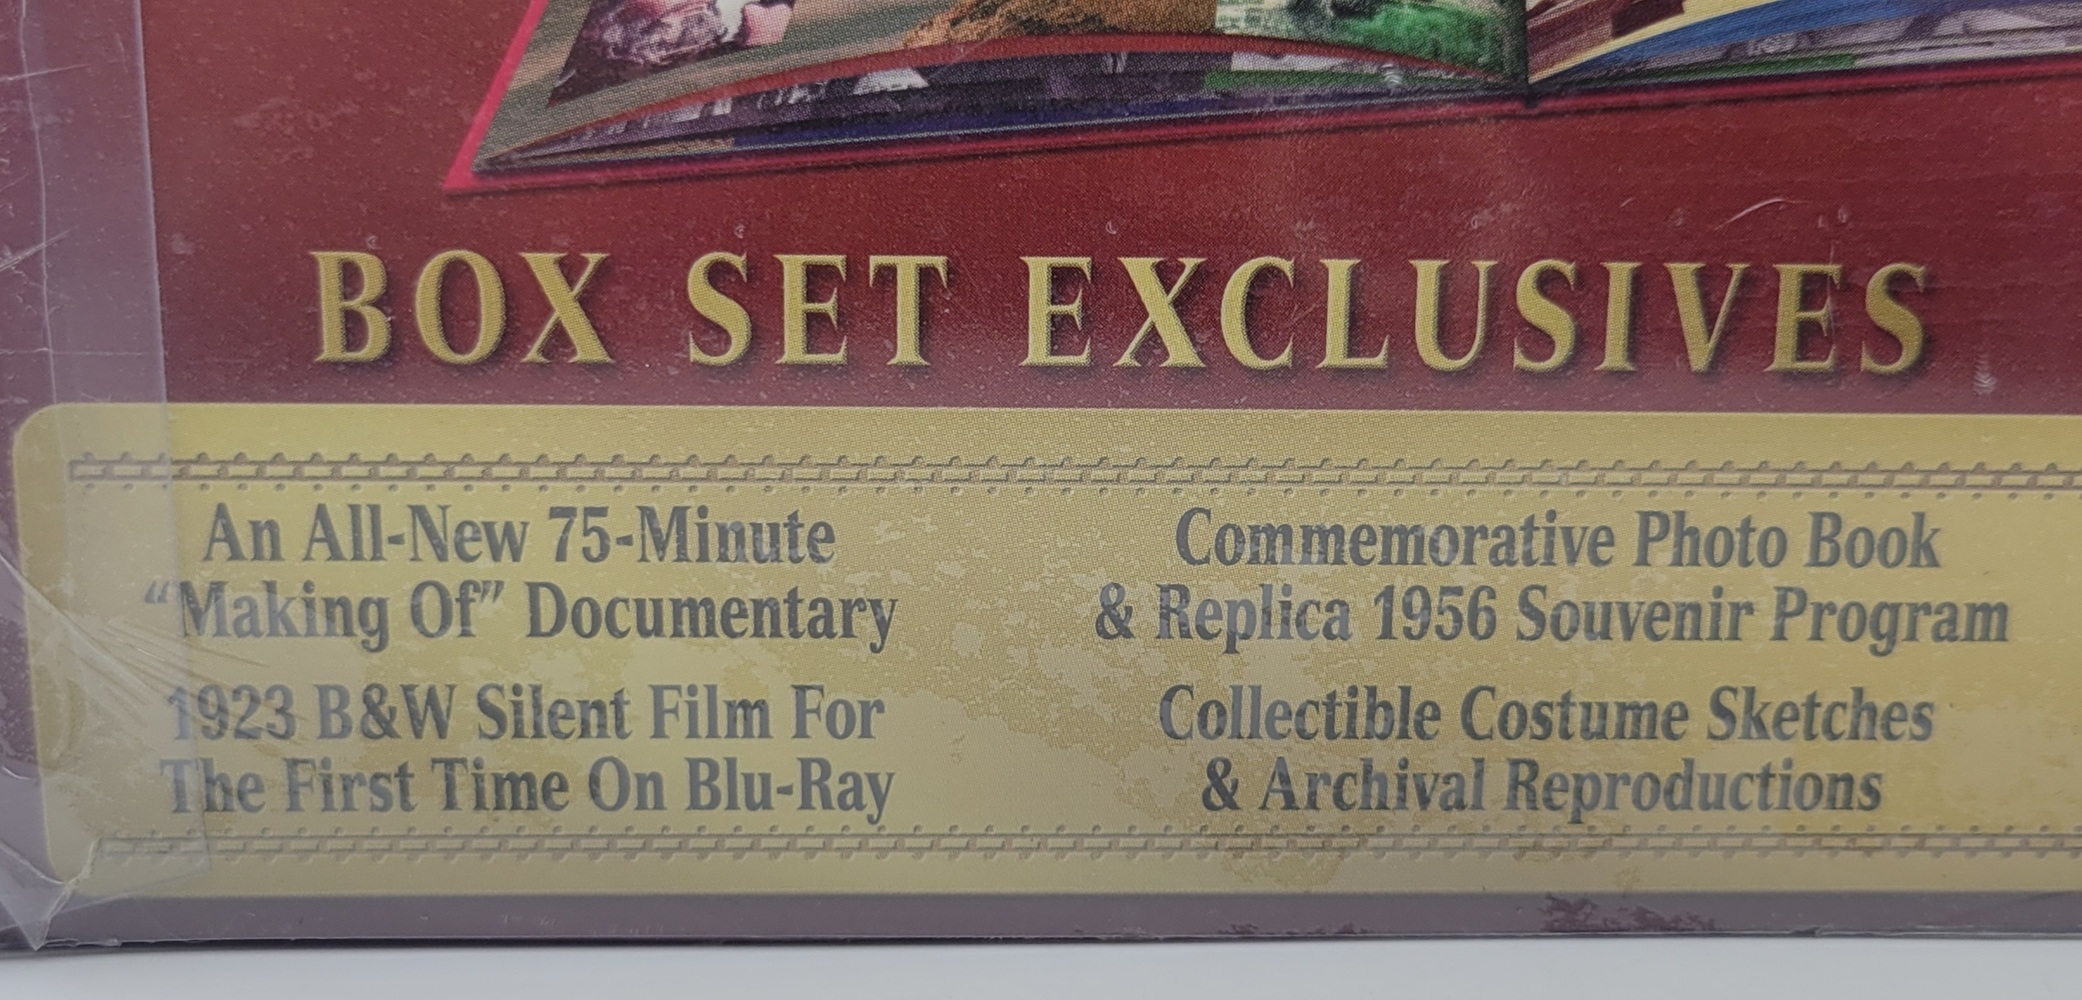 BOX SET EXCLUSIVES
An All-New 75-Minute
“Making Of” Documentary
1923 B&W Silent Film For
The First Time On Blu-Ray
Commemorative Photo Book
& Replica 1956 Souvenir Program
Collectible Costume Sketches
& Archival Reproductions